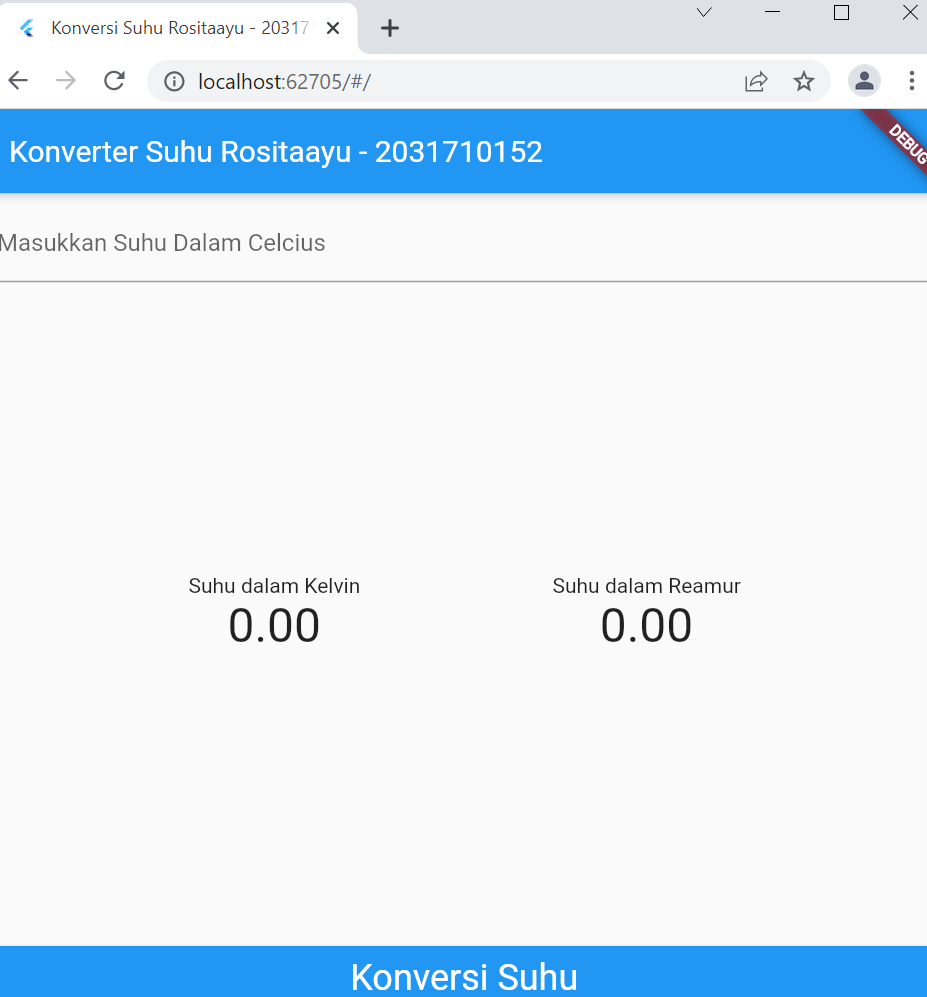 Konversi Suhu Rositaayu - 20317
localhost:62705/#/
Konverter Suhu Rositaayu - 2031710152
DEBUG
Masukkan Suhu Dalam Celcius
Suhu dalam Kelvin
0.00
Suhu dalam Reamur
0.00
Konversi Suhu